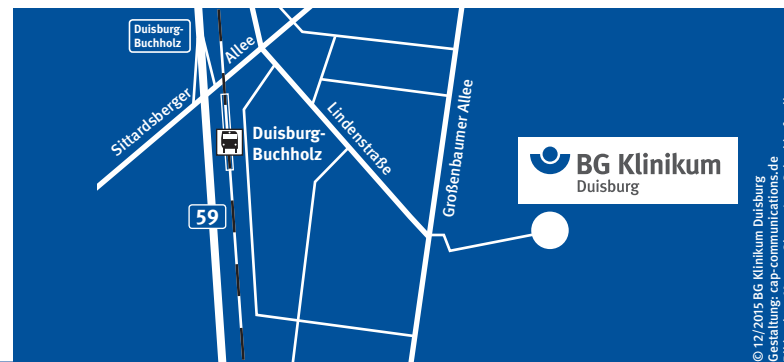 Duisburg-
Buchholz
Sittardsberger Allee
Duisburg-
Buchholz
59
Lindenstraße
Großenbaumer Allee
BG Klinikum
Duisburg
© 12/2015 BG Klinikum Duisburg
Gestaltung: cap-communications.de